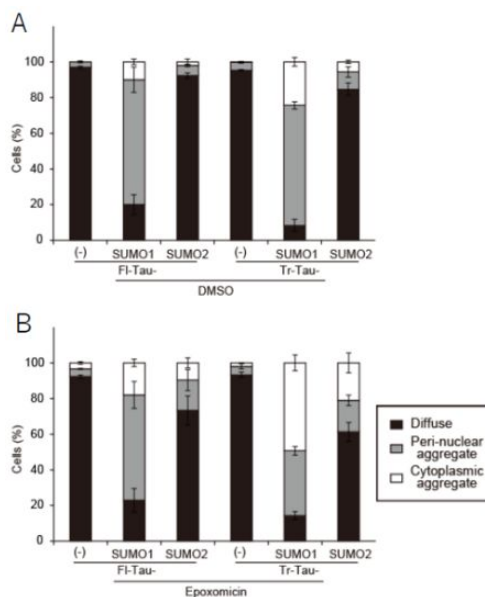 A
100
80
60
40
20
0
Cells (%)
(-) SUMO1 SUMO2 (-) SUMO1 SUMO2
Fl-Tau- Tr-Tau-
DMSO
B
100
80
60
40
20
0
Cells (%)
(-) SUMO1 SUMO2 (-) SUMO1 SUMO2
Fl-Tau- Tr-Tau-
Epoxomicin
Diffuse
Peri-nuclear
aggregate
Cytoplasmic
aggregate